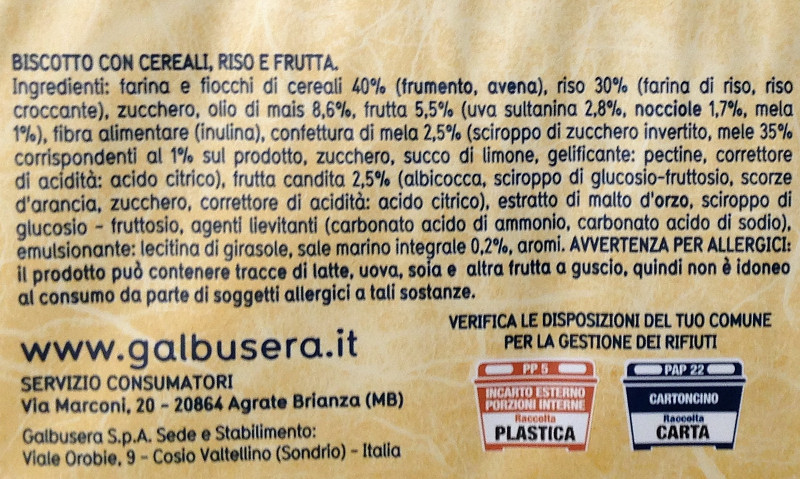 BISCOTTO CON CEREALI, RISO E FRUTTA.
Ingredienti: farina e fiocchi di cereali 40% (frumento, avena), riso 30% (farina di riso, riso
croccante), zucchero, olio di mais 8,6%, frutta 5,5% (uva sultanina 2,8%, nocciole 1,7%, mela
1%), fibra alimentare (inulina), confettura di mela 2,5% (sciroppo di zucchero invertito, mele 35%
corrispondenti al 1% sul prodotto, zucchero, succo di limone, gelificante: pectine, correttore
di acidità: acido citrico), frutta candita 2,5% (albicocca, sciroppo di glucosio-fruttosio, scorze
d'arancia, zucchero, correttore di acidità: acido citrico), estratto di malto d'orzo, sciroppo di
glucosio - fruttosio, agenti lievitanti (carbonato acido di ammonio, carbonato acido di sodio),
emulsionante: lecitina di girasole, sale marino integrale 0,2%, aromi. AVVERTENZA PER ALLERGICI:
il prodotto può contenere tracce di latte, uova, soia e altra frutta a guscio, quindi non è idoneo
al consumo da parte di soggetti allergici a tali sostanze.
www.galbusera.it
SERVIZIO CONSUMATORI
Via Marconi, 20 - 20864 Agrate Brianza (MB)
Galbusera S.p.A. Sede e Stabilimento:
Viale Orobie, 9 - Cosio Valtellino (Sondrio) - Italia
VERIFICA LE DISPOSIZIONI DEL TUO COMUNE
PER LA GESTIONE DEI RIFIUTI
PP 5
INCARTO ESTERNO
PORZIONI INTERNE
Raccolta
PLASTICA
PAP 22
CARTONCINO
Raccolta
CARTA